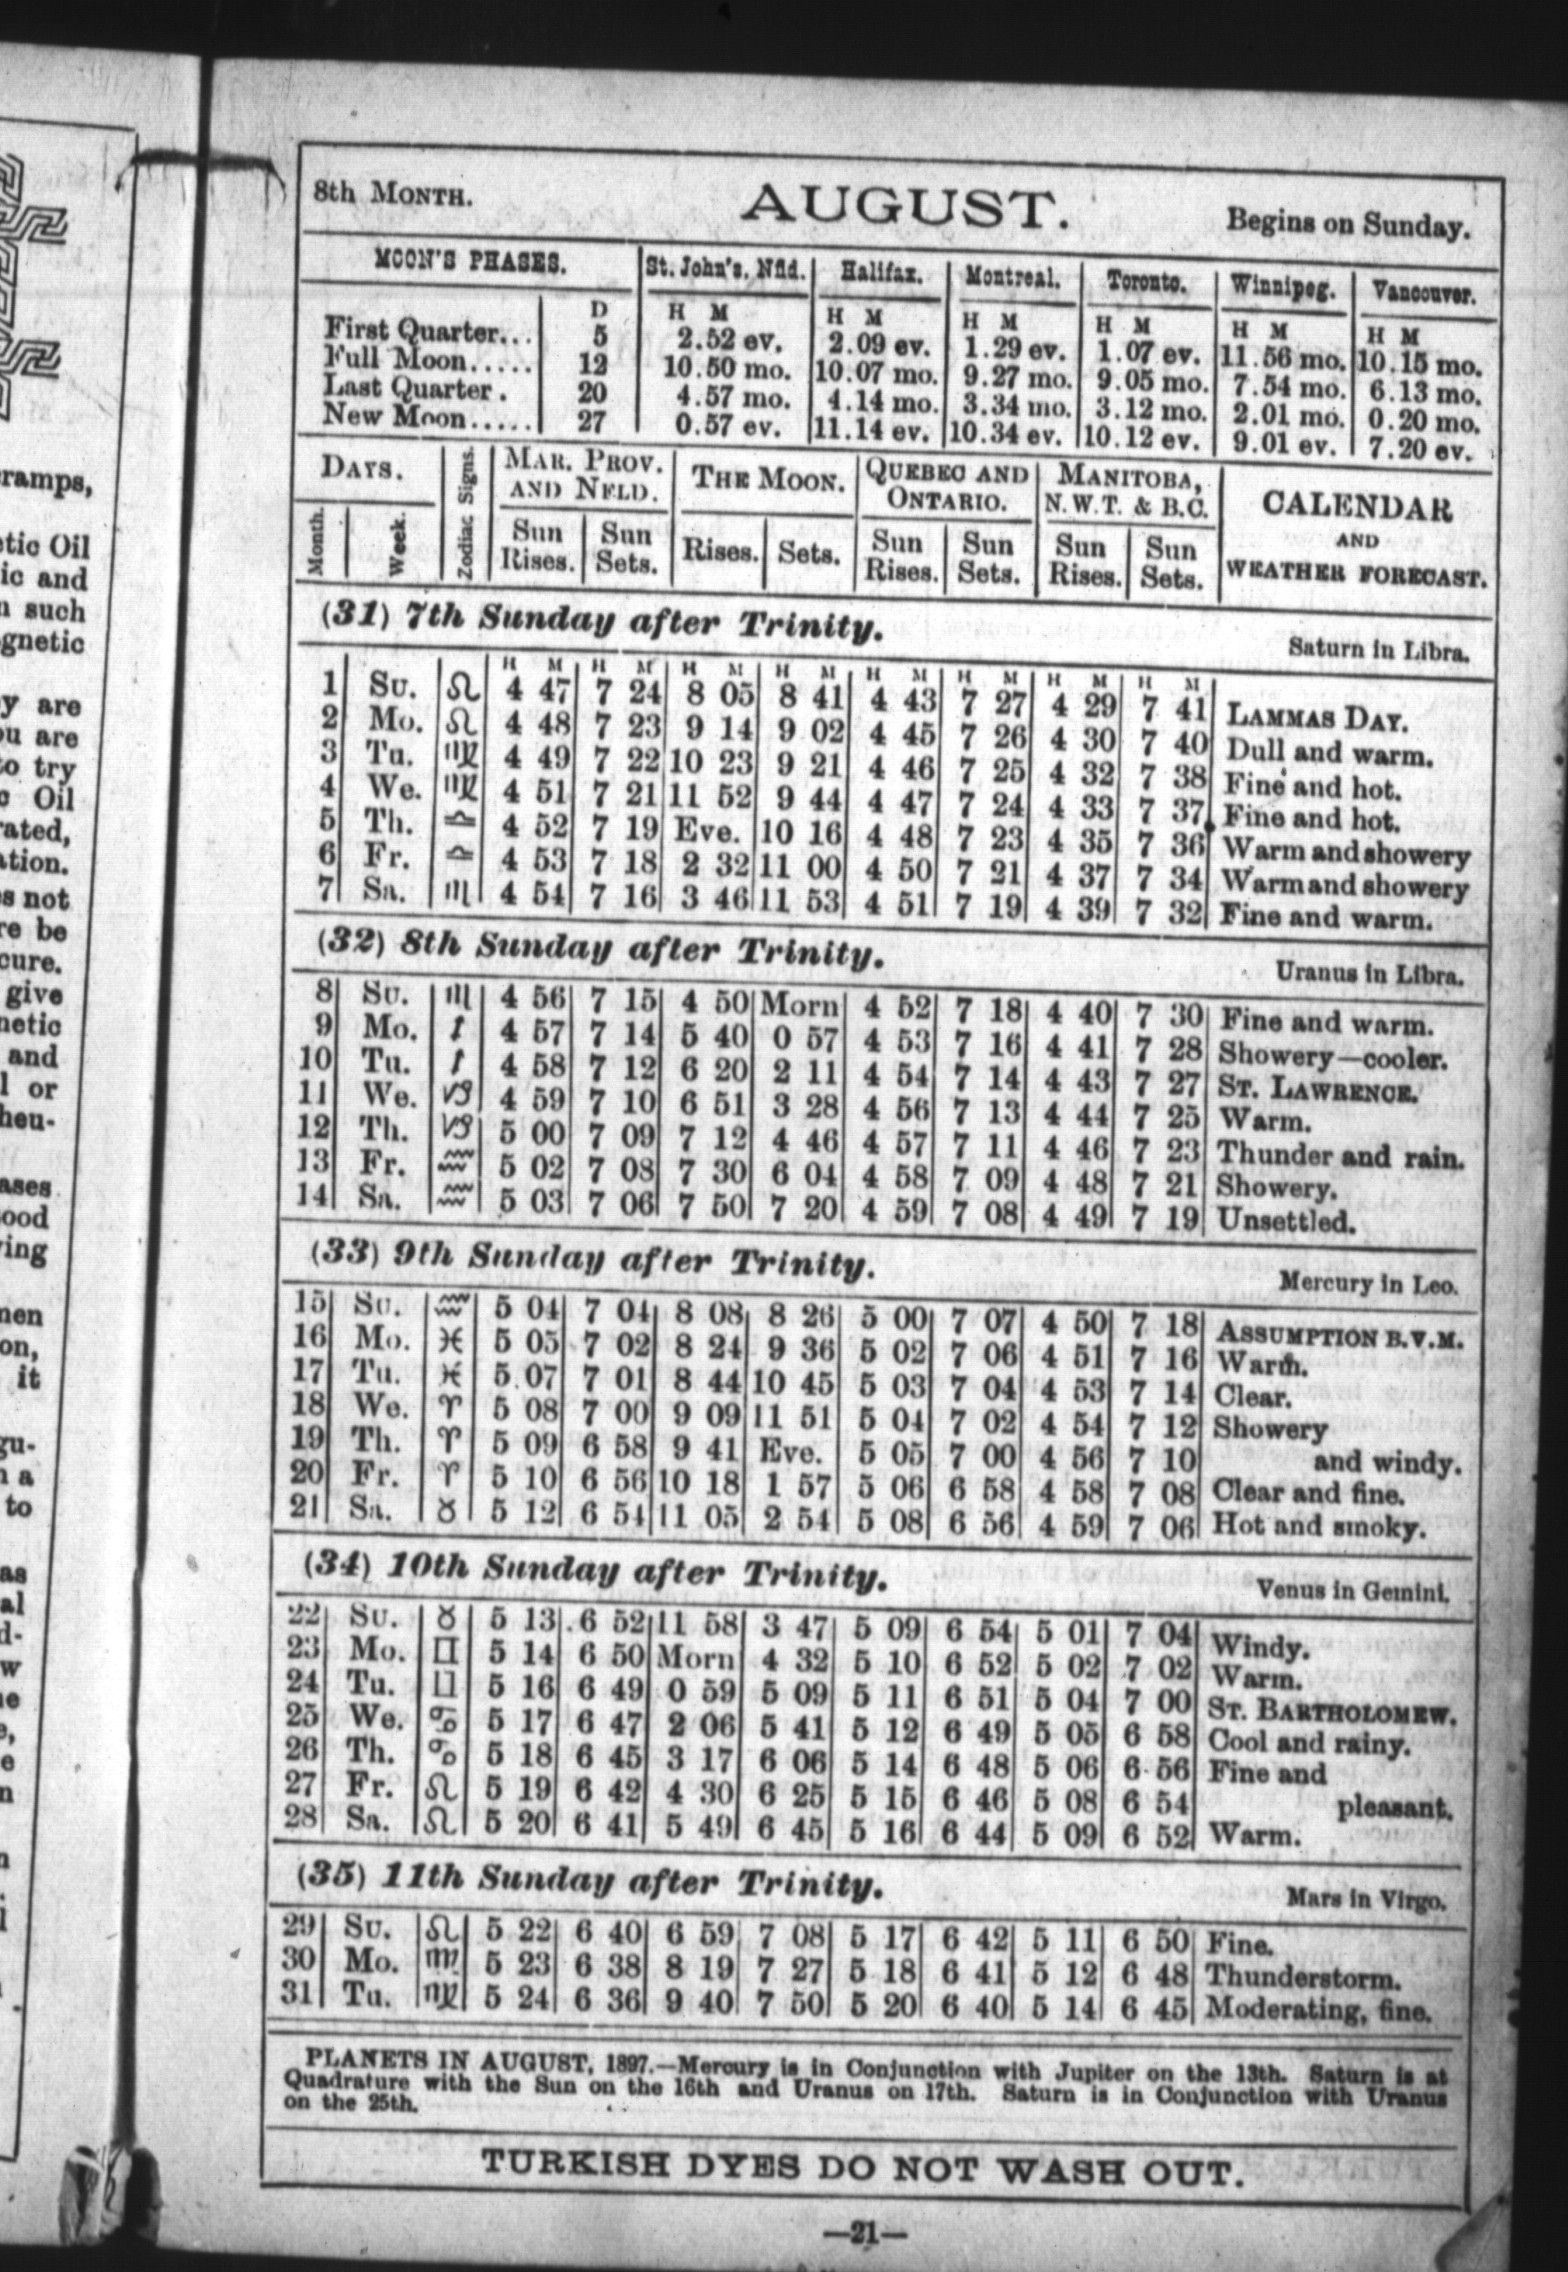 8th MONTH. AUGUST. Begins on Sunday.
MOON'S PHASES. St. John's, Nfld. Halifax. Montreal. Toronto. Winnipeg. Vancouver.
D H M H M H M H M H M H M
First Quarter... 5 2.52 ev. 2.09 ev. 1.29 ev. 1.07 ev. 11.56 mo. 10.15 mo.
Full Moon..... 12 10.50 mo. 10.07 mo. 9.27 mo. 9.05 mo. 7.54 mo. 6.13 mo.
Last Quarter . 20 4.57 mo. 4.14 mo. 3.34 mo. 3.12 mo. 2.01 mo. 0.20 mo.
New Moon..... 27 0.57 ev. 11.14 ev. 10.34 ev. 10.12 ev. 9.01 ev. 7.20 ev.
DAYS. Zodiac Signs. MAR. PROV. AND NFLD. THE MOON. QUEBEC AND ONTARIO. MANITOBA, N.W.T. & B.C. CALENDAR AND WEATHER FORECAST.
Month. Week. Sun Rises. Sun Sets. Rises. Sets. Sun Rises. Sun Sets. Sun Rises. Sun Sets.
(31) 7th Sunday after Trinity. Saturn in Libra.
H M H M H M H M H M H M H M H M
1 Su. ♌ 4 47 7 24 8 05 8 41 4 43 7 27 4 29 7 41 LAMMAS DAY.
2 Mo. ♌ 4 48 7 23 9 14 9 02 4 45 7 26 4 30 7 40 Dull and warm.
3 Tu. ♍ 4 49 7 22 10 23 9 21 4 46 7 25 4 32 7 38 Fine and hot.
4 We. ♍ 4 51 7 21 11 52 9 44 4 47 7 24 4 33 7 37 Fine and hot.
5 Th. ♎ 4 52 7 19 Eve. 10 16 4 48 7 23 4 35 7 36 Warm and showery
6 Fr. ♎ 4 53 7 18 2 32 11 00 4 50 7 21 4 37 7 34 Warm and showery
7 Sa. ♏ 4 54 7 16 3 46 11 53 4 51 7 19 4 39 7 32 Fine and warm.
(32) 8th Sunday after Trinity. Uranus in Libra.
8 Su. ♏ 4 56 7 15 4 50 Morn 4 52 7 18 4 40 7 30 Fine and warm.
9 Mo. ♐ 4 57 7 14 5 40 0 57 4 53 7 16 4 41 7 28 Showery—cooler.
10 Tu. ♐ 4 58 7 12 6 20 2 11 4 54 7 14 4 43 7 27 ST. LAWRENCE.
11 We. ♑ 4 59 7 10 6 51 3 28 4 56 7 13 4 44 7 25 Warm.
12 Th. ♑ 5 00 7 09 7 12 4 46 4 57 7 11 4 46 7 23 Thunder and rain.
13 Fr. ♒ 5 02 7 08 7 30 6 04 4 58 7 09 4 48 7 21 Showery.
14 Sa. ♒ 5 03 7 06 7 50 7 20 4 59 7 08 4 49 7 19 Unsettled.
(33) 9th Sunday after Trinity. Mercury in Leo.
15 Su. ♒ 5 04 7 04 8 08 8 26 5 00 7 07 4 50 7 18 ASSUMPTION B.V.M.
16 Mo. ♓ 5 05 7 02 8 24 9 36 5 02 7 06 4 51 7 16 Warm.
17 Tu. ♓ 5 07 7 01 8 44 10 45 5 03 7 04 4 53 7 14 Clear.
18 We. ♈ 5 08 7 00 9 09 11 51 5 04 7 02 4 54 7 12 Showery
19 Th. ♈ 5 09 6 58 9 41 Eve. 5 05 7 00 4 56 7 10 and windy.
20 Fr. ♈ 5 10 6 56 10 18 1 57 5 06 6 58 4 58 7 08 Clear and fine.
21 Sa. ♉ 5 12 6 54 11 05 2 54 5 08 6 56 4 59 7 06 Hot and smoky.
(34) 10th Sunday after Trinity. Venus in Gemini.
22 Su. ♉ 5 13 6 52 11 58 3 47 5 09 6 54 5 01 7 04 Windy.
23 Mo. ♊ 5 14 6 50 Morn 4 32 5 10 6 52 5 02 7 02 Warm.
24 Tu. ♊ 5 16 6 49 0 59 5 09 5 11 6 51 5 04 7 00 ST. BARTHOLOMEW.
25 We. ♋ 5 17 6 47 2 06 5 41 5 12 6 49 5 05 6 58 Cool and rainy.
26 Th. ♋ 5 18 6 45 3 17 6 06 5 14 6 48 5 06 6 56 Fine and
27 Fr. ♌ 5 19 6 42 4 30 6 25 5 15 6 46 5 08 6 54 pleasant.
28 Sa. ♌ 5 20 6 41 5 49 6 45 5 16 6 44 5 09 6 52 Warm.
(35) 11th Sunday after Trinity. Mars in Virgo.
29 Su. ♌ 5 22 6 40 6 59 7 08 5 17 6 42 5 11 6 50 Fine.
30 Mo. ♍ 5 23 6 38 8 19 7 27 5 18 6 41 5 12 6 48 Thunderstorm.
31 Tu. ♍ 5 24 6 36 9 40 7 50 5 20 6 40 5 14 6 45 Moderating, fine.
PLANETS IN AUGUST, 1897.—Mercury is in Conjunction with Jupiter on the 13th. Saturn is at
Quadrature with the Sun on the 16th and Uranus on 17th. Saturn is in Conjunction with Uranus
on the 25th.
TURKISH DYES DO NOT WASH OUT.
—21—